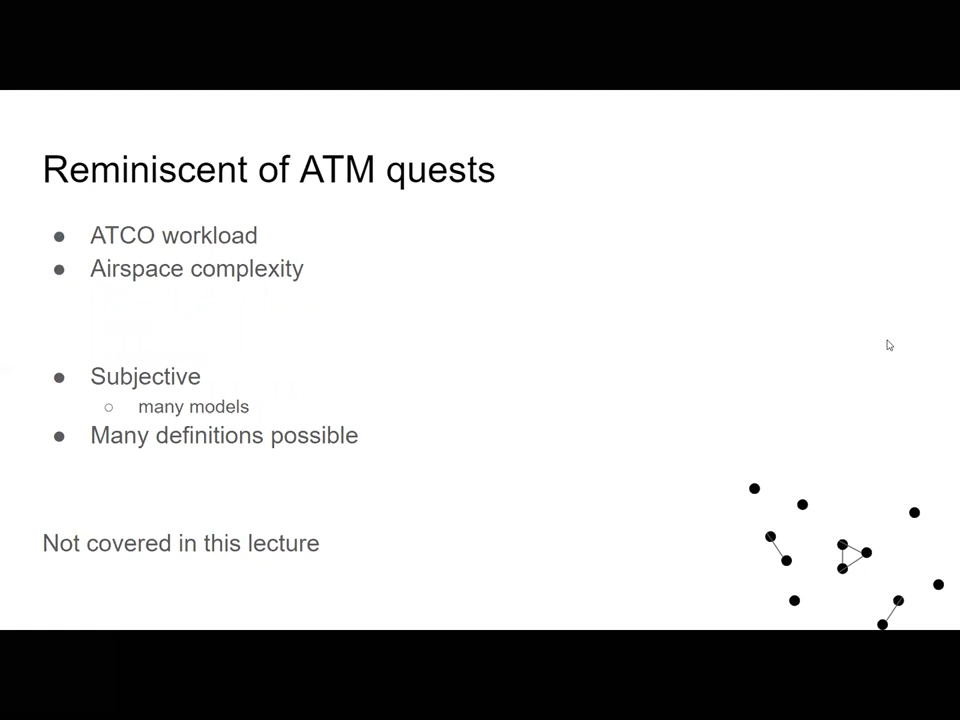 Reminiscent of ATM quests
● ATCO workload
● Airspace complexity
● Subjective
○ many models
● Many definitions possible
Not covered in this lecture